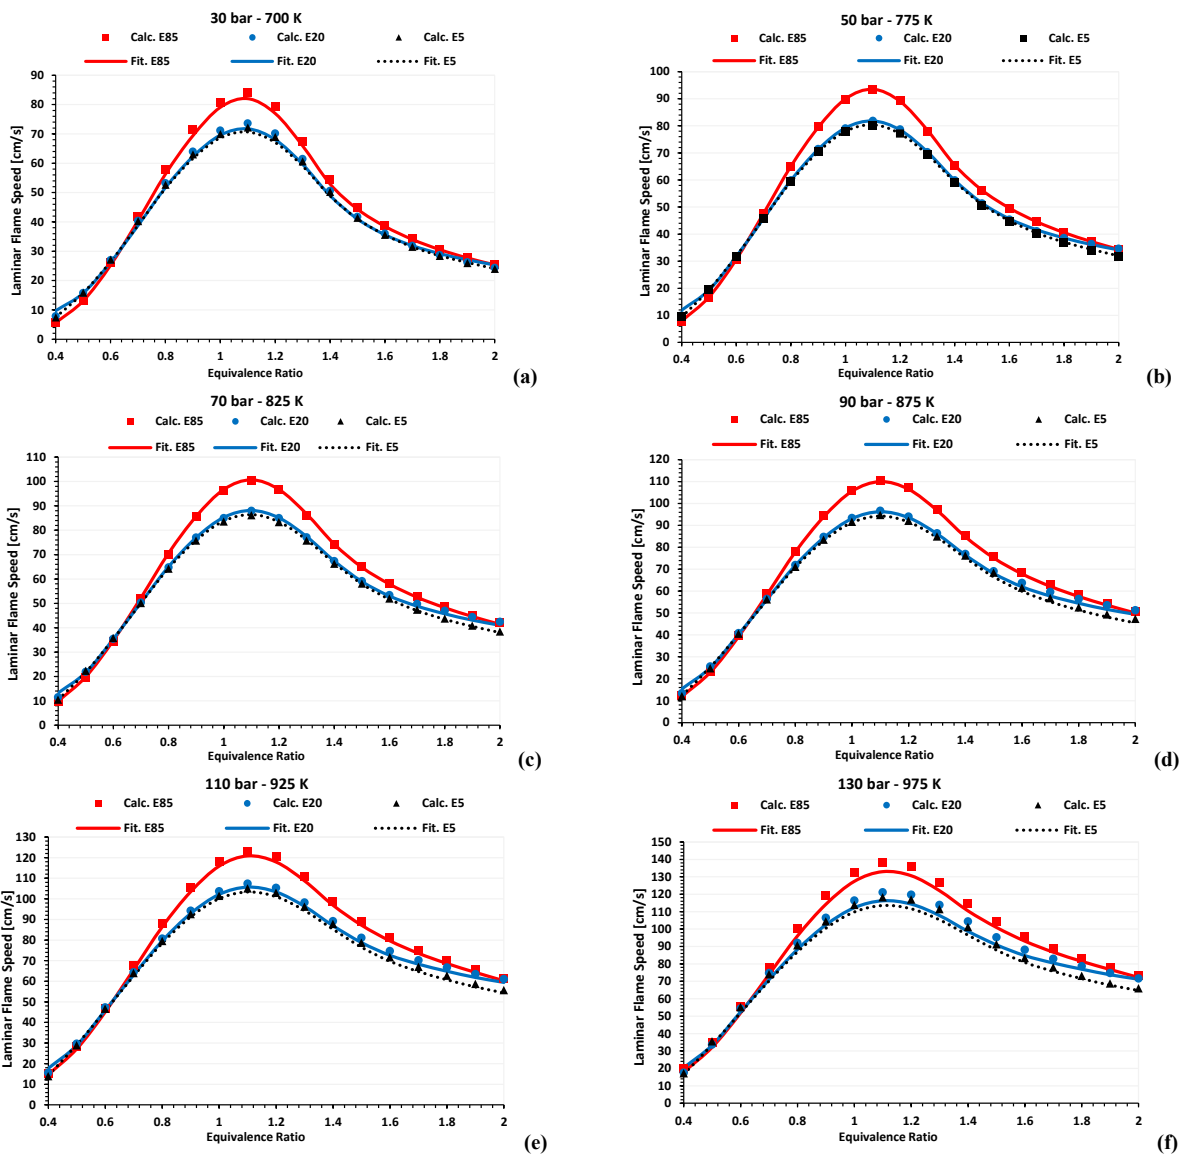 30 bar - 700 K
Calc. E85 Calc. E20 Calc. E5
Fit. E85 Fit. E20 Fit. E5
Laminar Flame Speed [cm/s]
90
80
70
60
50
40
30
20
10
0
0.4 0.6 0.8 1 1.2 1.4 1.6 1.8 2
Equivalence Ratio
(a)
50 bar - 775 K
Calc. E85 Calc. E20 Calc. E5
Fit. E85 Fit. E20 Fit. E5
Laminar Flame Speed [cm/s]
100
90
80
70
60
50
40
30
20
10
0
0.4 0.6 0.8 1 1.2 1.4 1.6 1.8 2
Equivalence Ratio
(b)
70 bar - 825 K
Calc. E85 Calc. E20 Calc. E5
Fit. E85 Fit. E20 Fit. E5
Laminar Flame Speed [cm/s]
110
100
90
80
70
60
50
40
30
20
10
0
0.4 0.6 0.8 1 1.2 1.4 1.6 1.8 2
Equivalence Ratio
(c)
90 bar - 875 K
Calc. E85 Calc. E20 Calc. E5
Fit. E85 Fit. E20 Fit. E5
Laminar Flame Speed [cm/s]
120
110
100
90
80
70
60
50
40
30
20
10
0
0.4 0.6 0.8 1 1.2 1.4 1.6 1.8 2
Equivalence Ratio
(d)
110 bar - 925 K
Calc. E85 Calc. E20 Calc. E5
Fit. E85 Fit. E20 Fit. E5
Laminar Flame Speed [cm/s]
130
120
110
100
90
80
70
60
50
40
30
20
10
0
0.4 0.6 0.8 1 1.2 1.4 1.6 1.8 2
Equivalence Ratio
(e)
130 bar - 975 K
Calc. E85 Calc. E20 Calc. E5
Fit. E85 Fit. E20 Fit. E5
Laminar Flame Speed [cm/s]
150
140
130
120
110
100
90
80
70
60
50
40
30
20
10
0
0.4 0.6 0.8 1 1.2 1.4 1.6 1.8 2
Equivalence Ratio
(f)